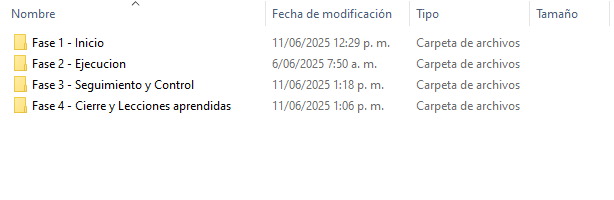 Nombre Fecha de modificación Tipo Tamaño
Fase 1 - Inicio 11/06/2025 12:29 p. m. Carpeta de archivos
Fase 2 - Ejecucion 6/06/2025 7:50 a. m. Carpeta de archivos
Fase 3 - Seguimiento y Control 11/06/2025 1:18 p. m. Carpeta de archivos
Fase 4 - Cierre y Lecciones aprendidas 11/06/2025 1:06 p. m. Carpeta de archivos